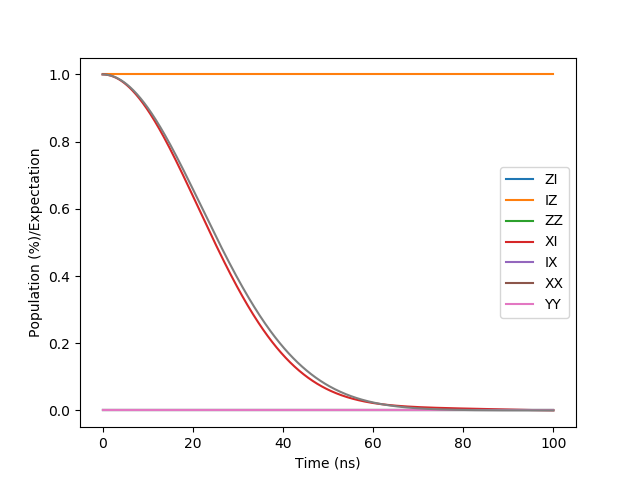 1.0
0.8
0.6
0.4
0.2
0.0
Population (%)/Expectation
ZI
IZ
ZZ
XI
IX
XX
YY
0 20 40 60 80 100
Time (ns)